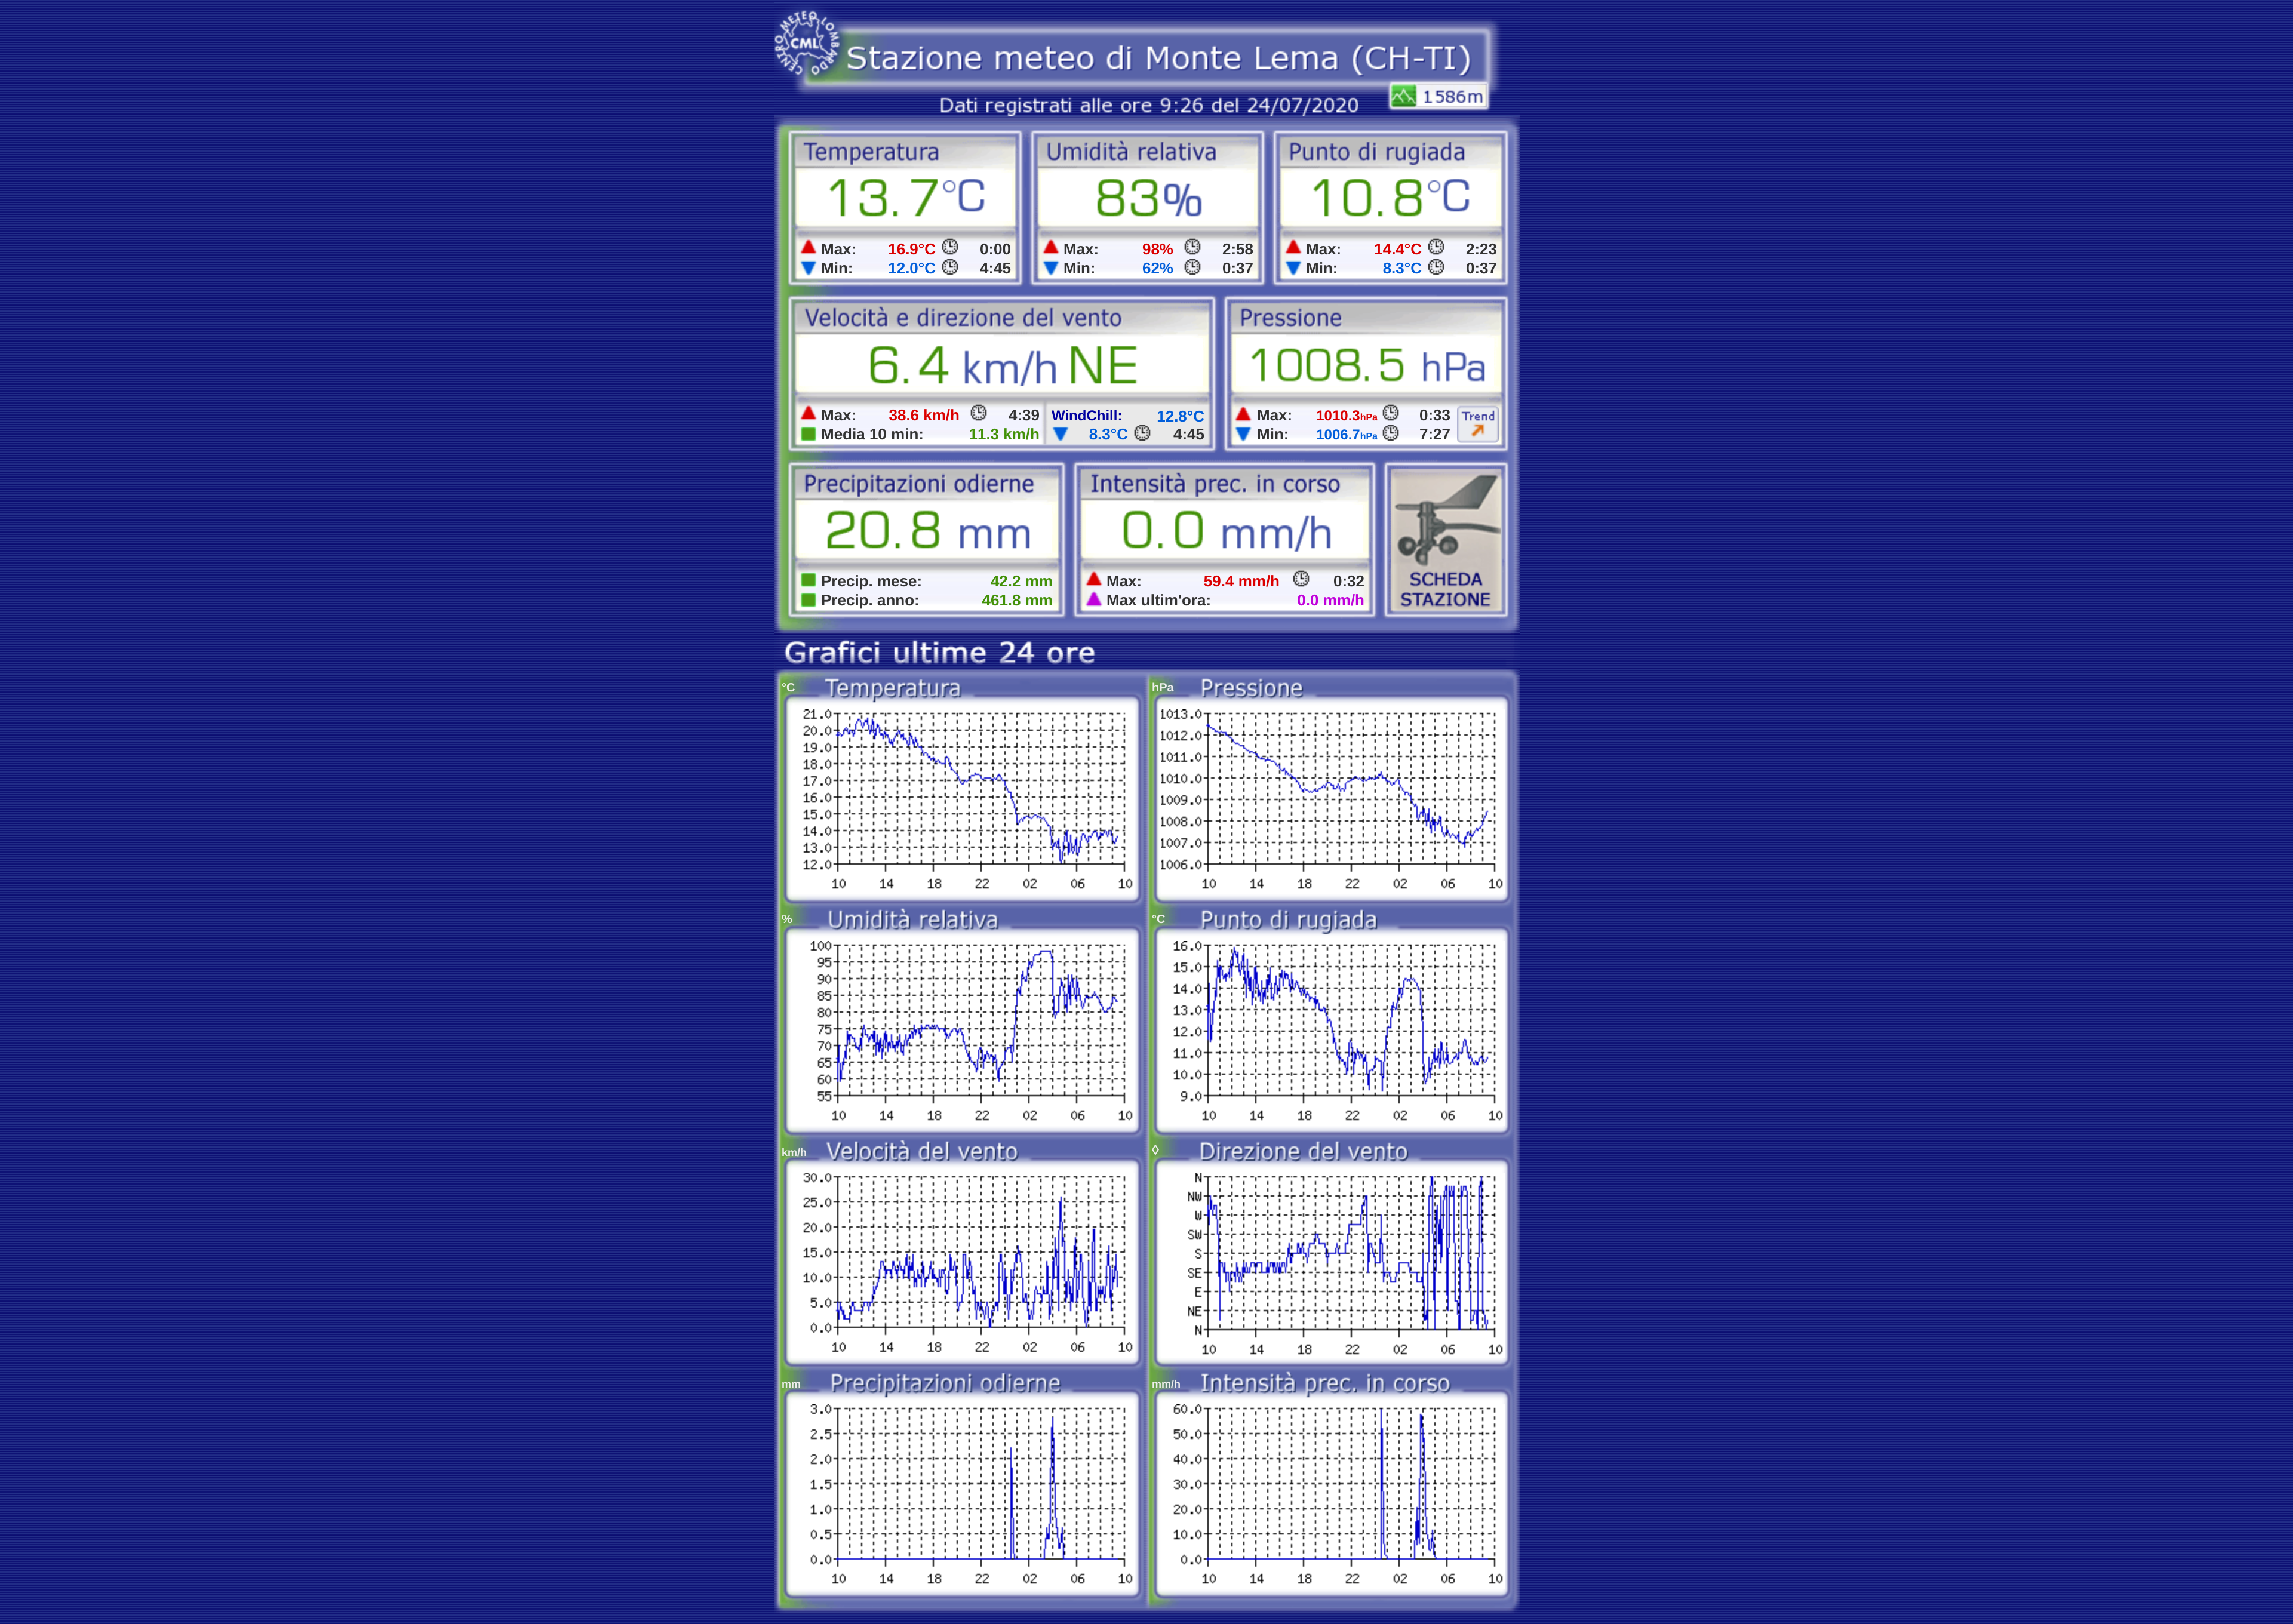 CENTRO METEO LOMBARDO
CML
Stazione meteo di Monte Lema (CH-TI)
1586m
Dati registrati alle ore 9:26 del 24/07/2020
Temperatura
13.7°C
Max: 16.9°C 0:00
Min: 12.0°C 4:45
Umidità relativa
83%
Max: 98% 2:58
Min: 62% 0:37
Punto di rugiada
10.8°C
Max: 14.4°C 2:23
Min: 8.3°C 0:37
Velocità e direzione del vento
6.4 km/h NE
Max: 38.6 km/h 4:39
Media 10 min: 11.3 km/h
WindChill: 12.8°C
8.3°C 4:45
Pressione
1008.5 hPa
Max: 1010.3hPa 0:33
Min: 1006.7hPa 7:27
Trend
Precipitazioni odierne
20.8 mm
Precip. mese: 42.2 mm
Precip. anno: 461.8 mm
Intensità prec. in corso
0.0 mm/h
Max: 59.4 mm/h 0:32
Max ultim'ora: 0.0 mm/h
SCHEDA
STAZIONE
Grafici ultime 24 ore
°C Temperatura
21.0
20.0
19.0
18.0
17.0
16.0
15.0
14.0
13.0
12.0
10 14 18 22 02 06 10
hPa Pressione
1013.0
1012.0
1011.0
1010.0
1009.0
1008.0
1007.0
1006.0
10 14 18 22 02 06 10
% Umidità relativa
100
95
90
85
80
75
70
65
60
55
10 14 18 22 02 06 10
°C Punto di rugiada
16.0
15.0
14.0
13.0
12.0
11.0
10.0
9.0
10 14 18 22 02 06 10
km/h Velocità del vento
30.0
25.0
20.0
15.0
10.0
5.0
0.0
10 14 18 22 02 06 10
◊ Direzione del vento
N
NW
W
SW
S
SE
E
NE
N
10 14 18 22 02 06 10
mm Precipitazioni odierne
3.0
2.5
2.0
1.5
1.0
0.5
0.0
10 14 18 22 02 06 10
mm/h Intensità prec. in corso
60.0
50.0
40.0
30.0
20.0
10.0
0.0
10 14 18 22 02 06 10